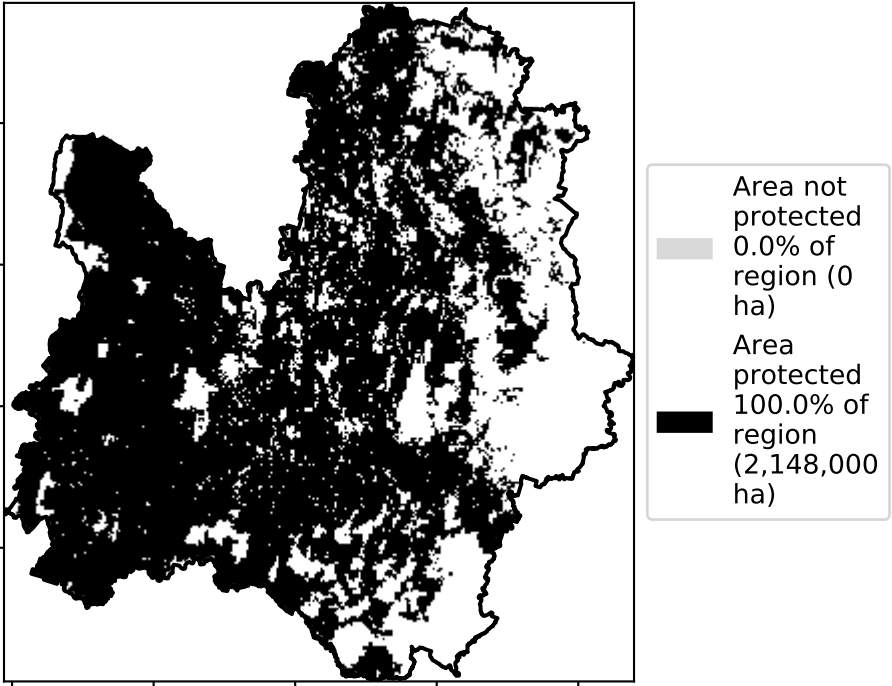 Area not
protected
0.0% of
region (0
ha)
Area
protected
100.0% of
region
(2,148,000
ha)